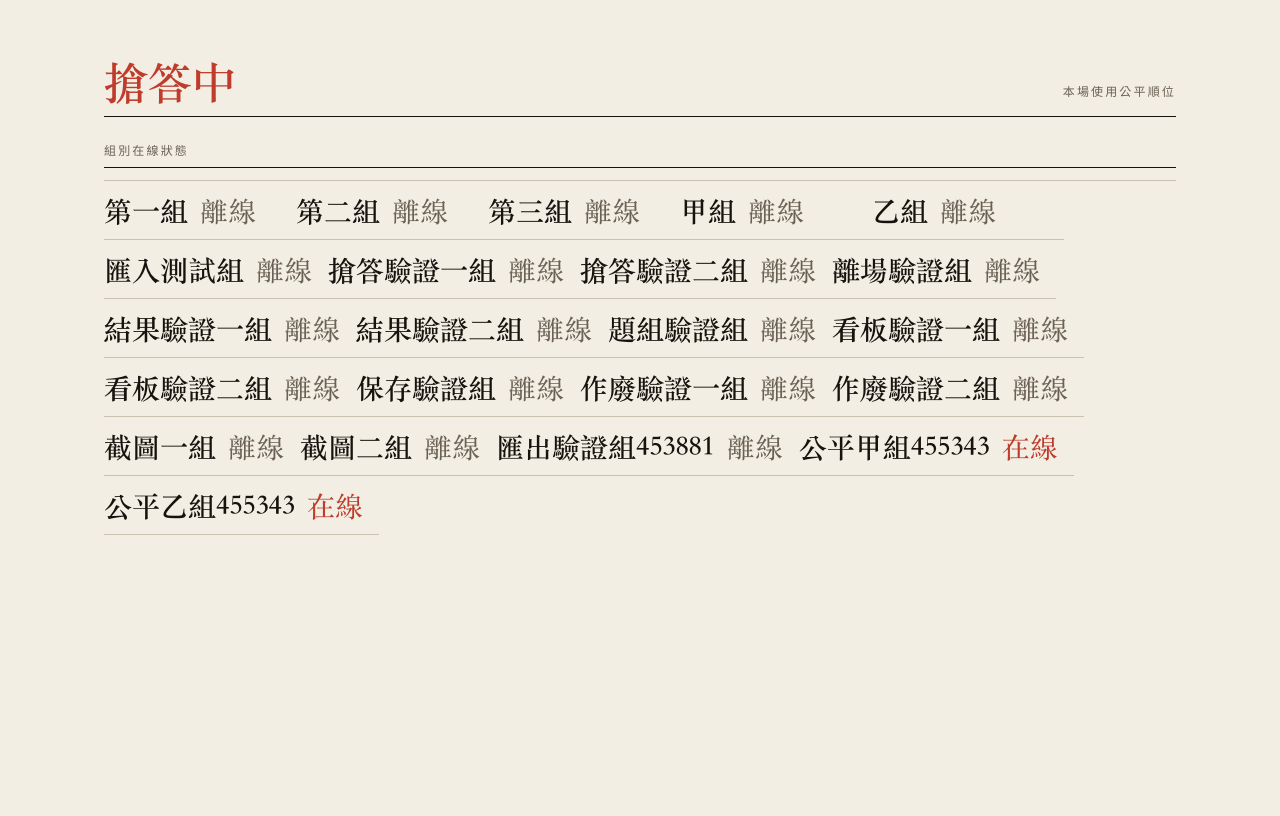 搶答中
本場使用公平順位
組別在線狀態
第一組 離線 第二組 離線 第三組 離線 甲組 離線 乙組 離線
匯入測試組 離線 搶答驗證一組 離線 搶答驗證二組 離線 離場驗證組 離線
結果驗證一組 離線 結果驗證二組 離線 題組驗證組 離線 看板驗證一組 離線
看板驗證二組 離線 保存驗證組 離線 作廢驗證一組 離線 作廢驗證二組 離線
截圖一組 離線 截圖二組 離線 匯出驗證組453881 離線 公平甲組455343 在線
公平乙組455343 在線